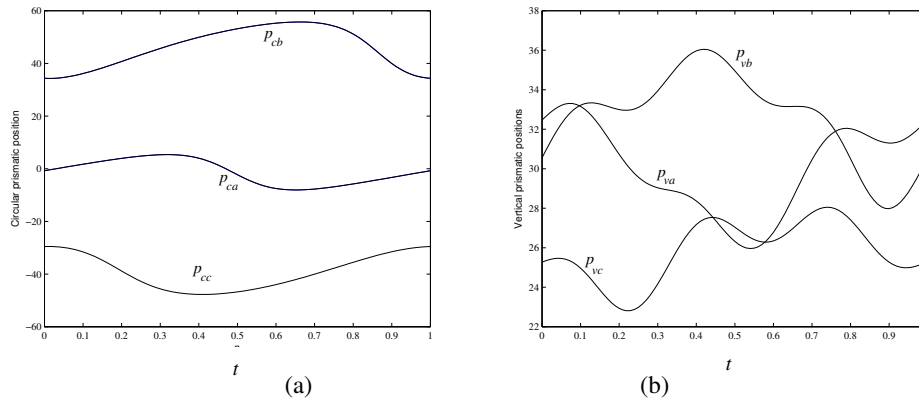 60
40
20
0
−20
−40
−60
Circular prismatic position
p_cb
p_ca
p_cc
0 0.1 0.2 0.3 0.4 0.5 0.6 0.7 0.8 0.9 1
t
(a)
38
36
34
32
30
28
26
24
22
Vertical prismatic positions
p_vb
p_va
p_vc
0 0.1 0.2 0.3 0.4 0.5 0.6 0.7 0.8 0.9
t
(b)